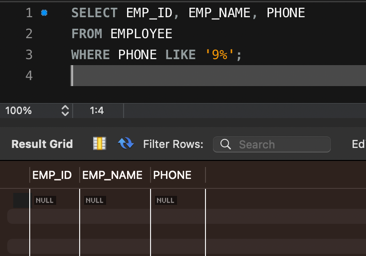 1 SELECT EMP_ID, EMP_NAME, PHONE
2 FROM EMPLOYEE
3 WHERE PHONE LIKE '9%';
4
100% 1:4
Result Grid Filter Rows: Search Ed
EMP_ID EMP_NAME PHONE
NULL NULL NULL